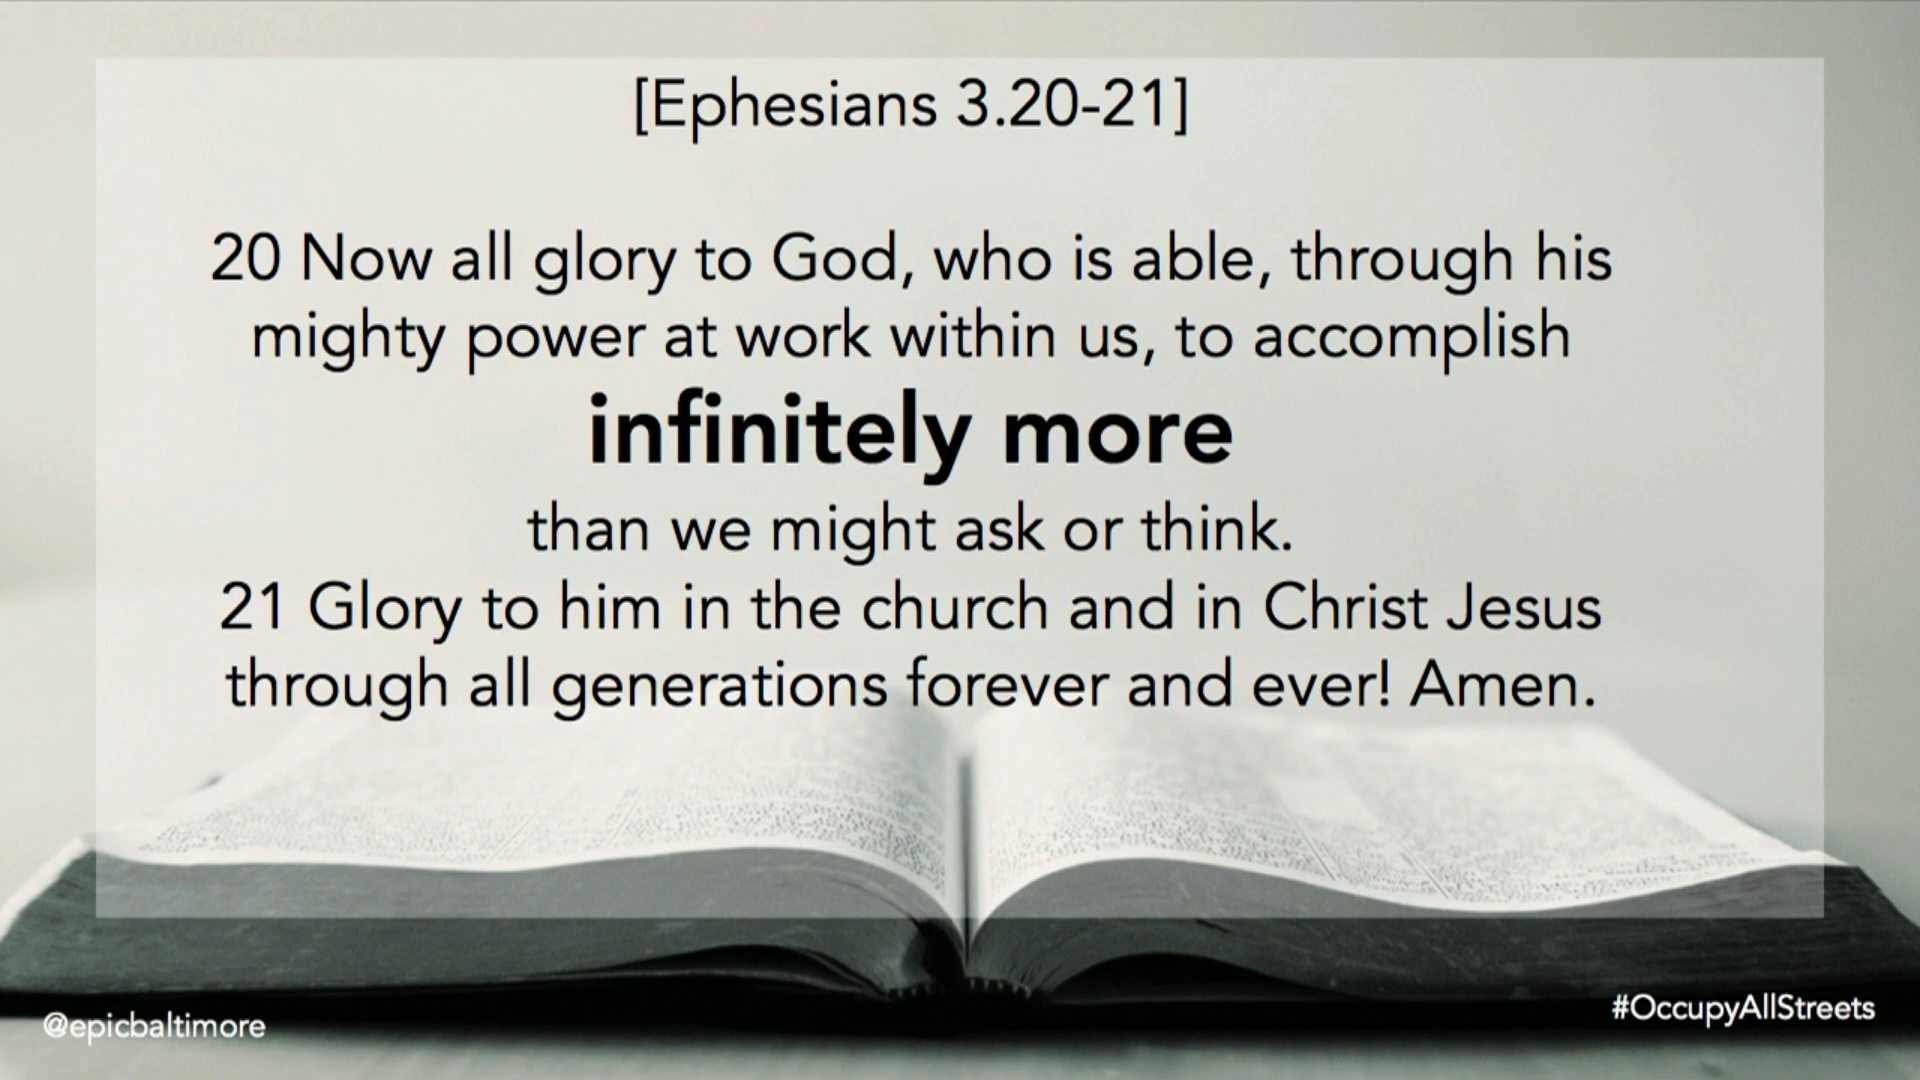 [Ephesians 3.20-21]
20 Now all glory to God, who is able, through his
mighty power at work within us, to accomplish
infinitely more
than we might ask or think.
21 Glory to him in the church and in Christ Jesus
through all generations forever and ever! Amen.
@epicbaltimore
#OccupyAllStreets